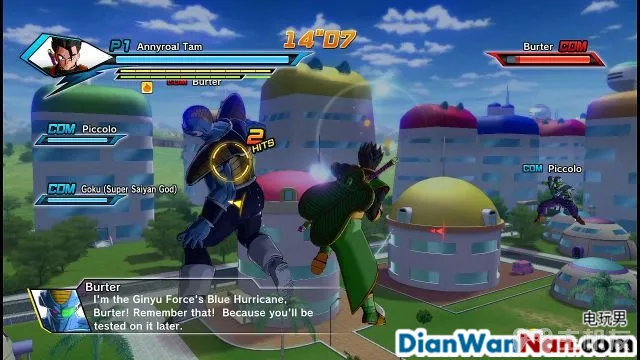 P1 Annyroal Tam
14"07
Burter COM
COM Burter
2
HITS
COM Piccolo
COM Piccolo
COM Goku (Super Saiyan God)
Burter
I'm the Ginyu Force's Blue Hurricane,
Burter! Remember that! Because you'll be
tested on it later.
电玩男
DianWanNan.com